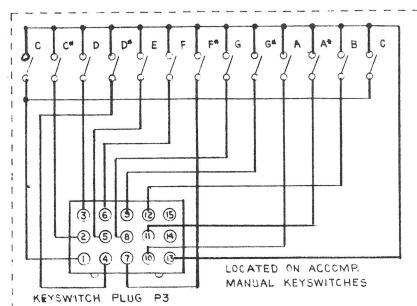 C C# D D# E F F# G G# A A# B C
3 6 9 12 15
2 5 8 11 14
1 4 7 10 13
LOCATED ON ACCOMP.
MANUAL KEYSWITCHES
KEYSWITCH PLUG P3